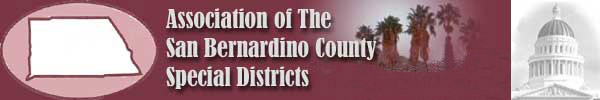 Association of The
San Bernardino County
Special Districts